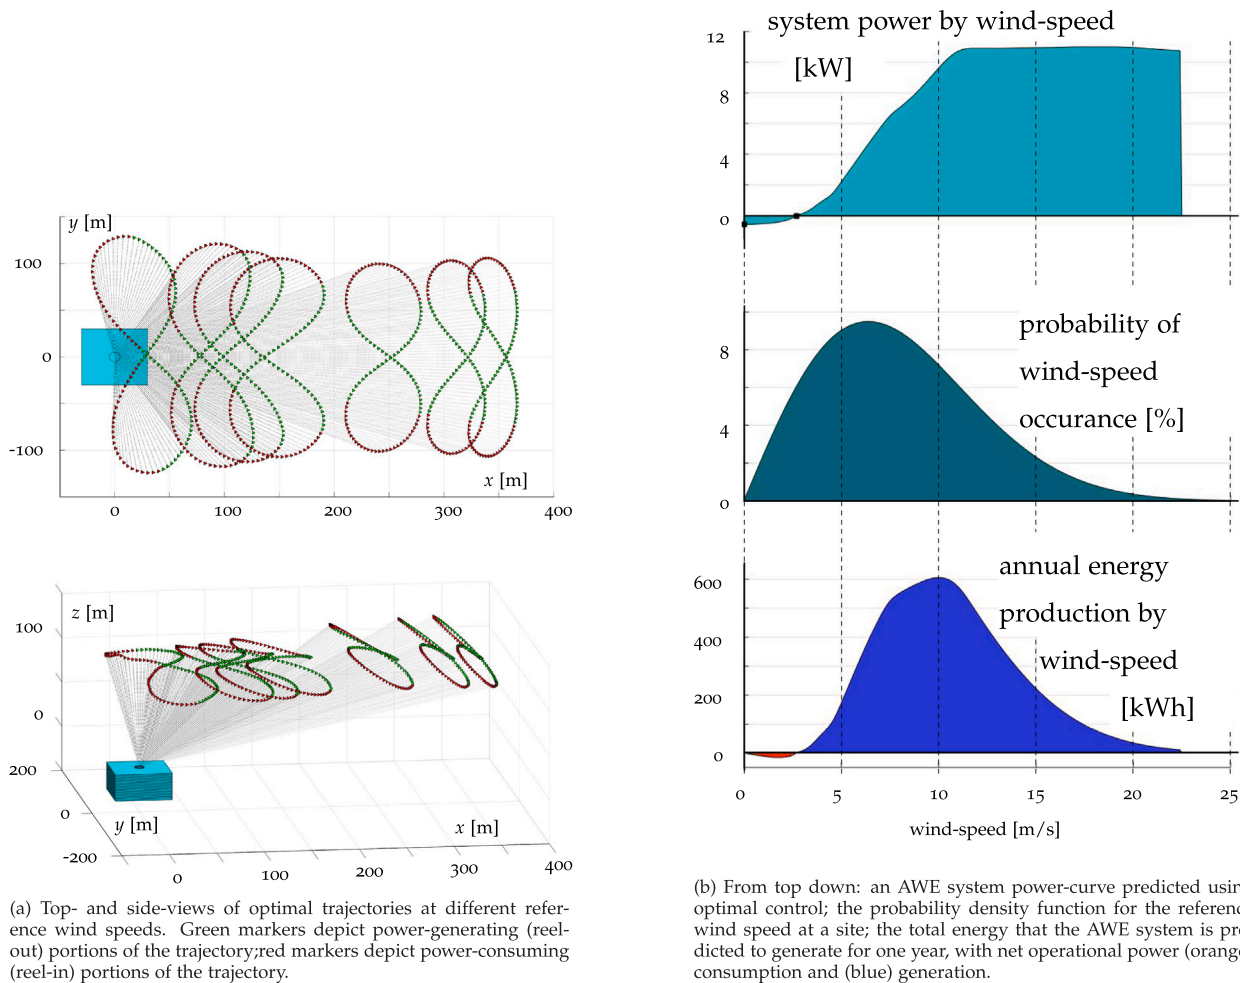 system power by wind-speed
[kW]
12
8
4
0
y [m]
100
0
-100
x [m]
0
100
200
300
400
probability of
wind-speed
occurance [%]
8
4
0
z [m]
100
0
200
0
-200
y [m]
x [m]
0
100
200
300
400
annual energy
production by
wind-speed
[kWh]
600
400
200
0
0
5
10
15
20
25
wind-speed [m/s]
(a) Top- and side-views of optimal trajectories at different refer-
ence wind speeds. Green markers depict power-generating (reel-
out) portions of the trajectory;red markers depict power-consuming
(reel-in) portions of the trajectory.
(b) From top down: an AWE system power-curve predicted usin
optimal control; the probability density function for the referenc
wind speed at a site; the total energy that the AWE system is pre
dicted to generate for one year, with net operational power (orange
consumption and (blue) generation.